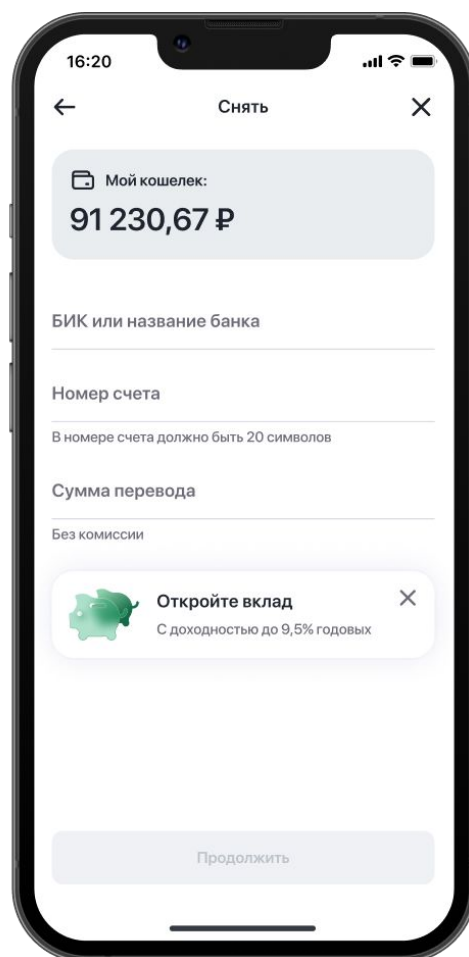 16:20
Снять
Мой кошелек:
91 230,67 ₽
БИК или название банка
Номер счета
В номере счета должно быть 20 символов
Сумма перевода
Без комиссии
Откройте вклад
С доходностью до 9,5% годовых
Продолжить